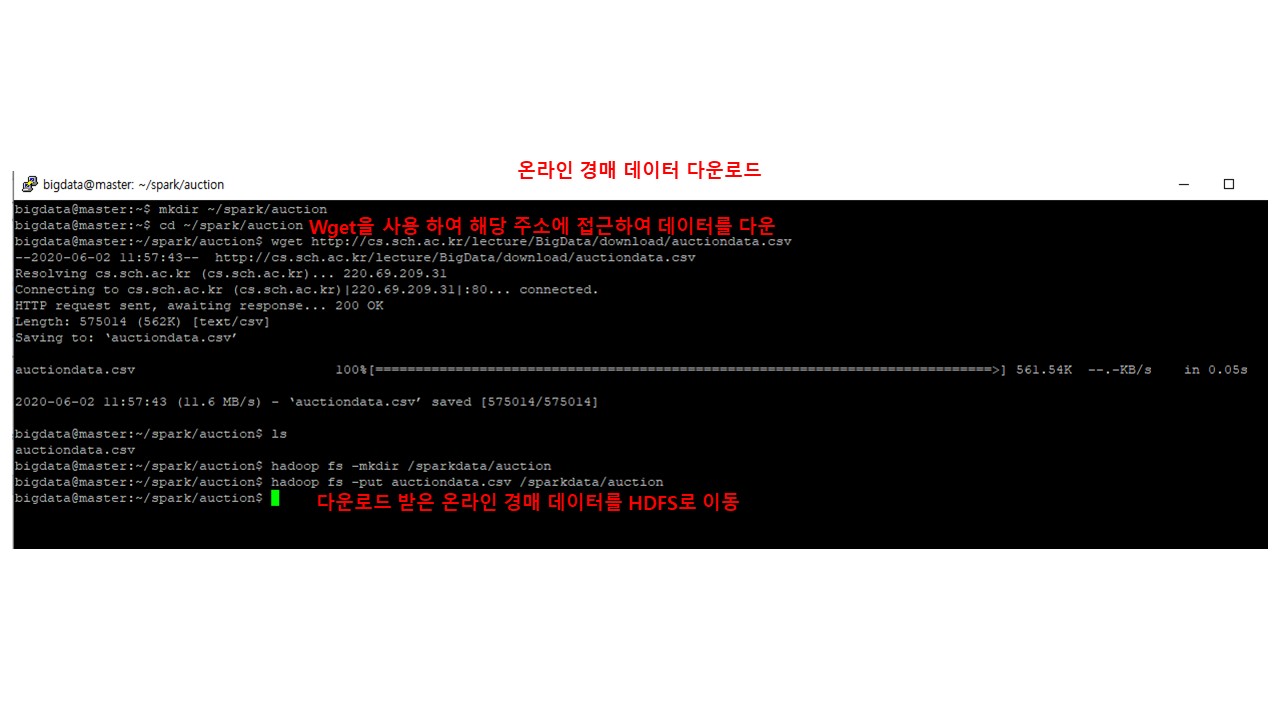 온라인 경매 데이터 다운로드
bigdata@master: ~/spark/auction
bigdata@master:~$ mkdir ~/spark/auction
bigdata@master:~$ cd ~/spark/auction
Wget을 사용 하여 해당 주소에 접근하여 데이터를 다운
bigdata@master:~/spark/auction$ wget http://cs.sch.ac.kr/lecture/BigData/download/auctiondata.csv
--2020-06-02 11:57:43--  http://cs.sch.ac.kr/lecture/BigData/download/auctiondata.csv
Resolving cs.sch.ac.kr (cs.sch.ac.kr)... 220.69.209.31
Connecting to cs.sch.ac.kr (cs.sch.ac.kr)|220.69.209.31|:80... connected.
HTTP request sent, awaiting response... 200 OK
Length: 575014 (562K) [text/csv]
Saving to: ‘auctiondata.csv’
auctiondata.csv 100%[=============================================================================>] 561.54K --.-KB/s in 0.05s
2020-06-02 11:57:43 (11.6 MB/s) - ‘auctiondata.csv’ saved [575014/575014]
bigdata@master:~/spark/auction$ ls
auctiondata.csv
bigdata@master:~/spark/auction$ hadoop fs -mkdir /sparkdata/auction
bigdata@master:~/spark/auction$ hadoop fs -put auctiondata.csv /sparkdata/auction
bigdata@master:~/spark/auction$
다운로드 받은 온라인 경매 데이터를 HDFS로 이동